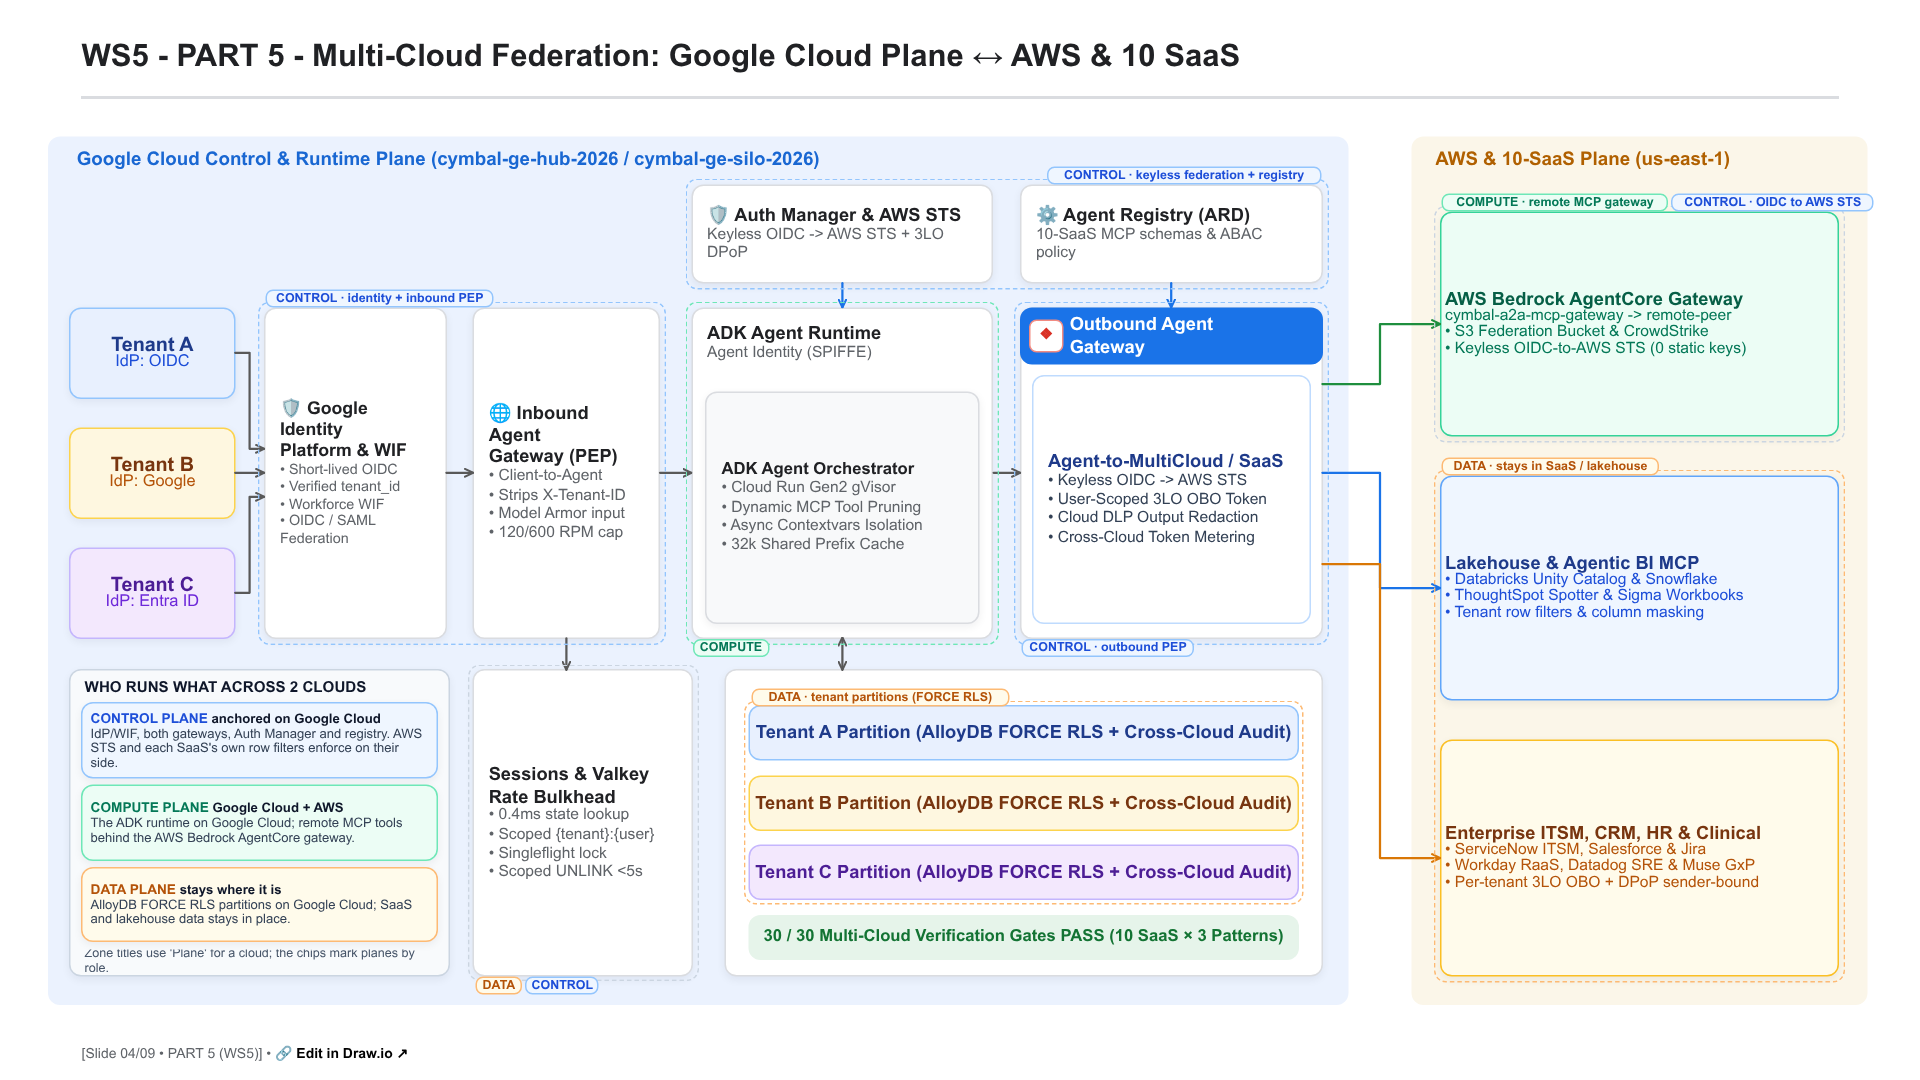 WS5 - PART 5 - Multi-Cloud Federation: Google Cloud Plane ↔ AWS & 10 SaaS
Google Cloud Control & Runtime Plane (cymbal-ge-hub-2026 / cymbal-ge-silo-2026)
CONTROL · keyless federation + registry
🛡️ Auth Manager & AWS STS
Keyless OIDC -> AWS STS + 3LO
DPoP
⚙️ Agent Registry (ARD)
10-SaaS MCP schemas & ABAC
policy
CONTROL · identity + inbound PEP
Tenant A
IdP: OIDC
Tenant B
IdP: Google
Tenant C
IdP: Entra ID
🛡️ Google
Identity
Platform & WIF
• Short-lived OIDC
• Verified tenant_id
• Workforce WIF
• OIDC / SAML
Federation
🌐 Inbound
Agent
Gateway (PEP)
• Client-to-Agent
• Strips X-Tenant-ID
• Model Armor input
• 120/600 RPM cap
ADK Agent Runtime
Agent Identity (SPIFFE)
ADK Agent Orchestrator
• Cloud Run Gen2 gVisor
• Dynamic MCP Tool Pruning
• Async Contextvars Isolation
• 32k Shared Prefix Cache
COMPUTE
Outbound Agent
Gateway
Agent-to-MultiCloud / SaaS
• Keyless OIDC -> AWS STS
• User-Scoped 3LO OBO Token
• Cloud DLP Output Redaction
• Cross-Cloud Token Metering
CONTROL · outbound PEP
WHO RUNS WHAT ACROSS 2 CLOUDS
CONTROL PLANE anchored on Google Cloud
IdP/WIF, both gateways, Auth Manager and registry. AWS
STS and each SaaS's own row filters enforce on their
side.
COMPUTE PLANE Google Cloud + AWS
The ADK runtime on Google Cloud; remote MCP tools
behind the AWS Bedrock AgentCore gateway.
DATA PLANE stays where it is
AlloyDB FORCE RLS partitions on Google Cloud; SaaS
and lakehouse data stays in place.
Zone titles use 'Plane' for a cloud; the chips mark planes by
role.
Sessions & Valkey
Rate Bulkhead
• 0.4ms state lookup
• Scoped {tenant}:{user}
• Singleflight lock
• Scoped UNLINK <5s
DATA
CONTROL
DATA · tenant partitions (FORCE RLS)
Tenant A Partition (AlloyDB FORCE RLS + Cross-Cloud Audit)
Tenant B Partition (AlloyDB FORCE RLS + Cross-Cloud Audit)
Tenant C Partition (AlloyDB FORCE RLS + Cross-Cloud Audit)
30 / 30 Multi-Cloud Verification Gates PASS (10 SaaS × 3 Patterns)
AWS & 10-SaaS Plane (us-east-1)
COMPUTE · remote MCP gateway
CONTROL · OIDC to AWS STS
AWS Bedrock AgentCore Gateway
cymbal-a2a-mcp-gateway -> remote-peer
• S3 Federation Bucket & CrowdStrike
• Keyless OIDC-to-AWS STS (0 static keys)
DATA · stays in SaaS / lakehouse
Lakehouse & Agentic BI MCP
• Databricks Unity Catalog & Snowflake
• ThoughtSpot Spotter & Sigma Workbooks
• Tenant row filters & column masking
Enterprise ITSM, CRM, HR & Clinical
• ServiceNow ITSM, Salesforce & Jira
• Workday RaaS, Datadog SRE & Muse GxP
• Per-tenant 3LO OBO + DPoP sender-bound
[Slide 04/09 • PART 5 (WS5)] • 🔗 Edit in Draw.io ↗